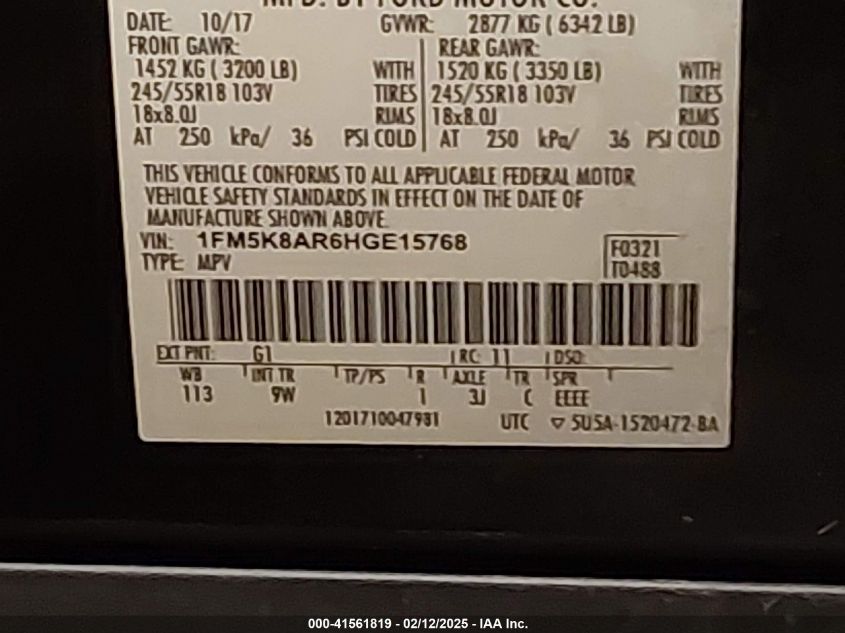 MFD. BY FORD MOTOR CO.
DATE: 10/17 GVWR: 2877 KG ( 6342 LB)
FRONT GAWR: REAR GAWR:
1452 KG ( 3200 LB) WITH 1520 KG ( 3350 LB) WITH
245/55R18 103V TIRES 245/55R18 103V TIRES
18x8.0J RIMS 18x8.0J RIMS
AT 250 kPa/ 36 PSI COLD AT 250 kPa/ 36 PSI COLD
THIS VEHICLE CONFORMS TO ALL APPLICABLE FEDERAL MOTOR
VEHICLE SAFETY STANDARDS IN EFFECT ON THE DATE OF
MANUFACTURE SHOWN ABOVE.
VIN: 1FM5K8AR6HGE15768
F0321
TYPE: MPV
T0488
EXT PNT: G1 RC: 11 DSO:
WB INT TR TP/PS R AXLE TR SPR
113 9W 1 3J C EEEE
1201710047981 UTC ▽ 5U5A-1520472-BA
000-41561819 - 02/12/2025 - IAA Inc.